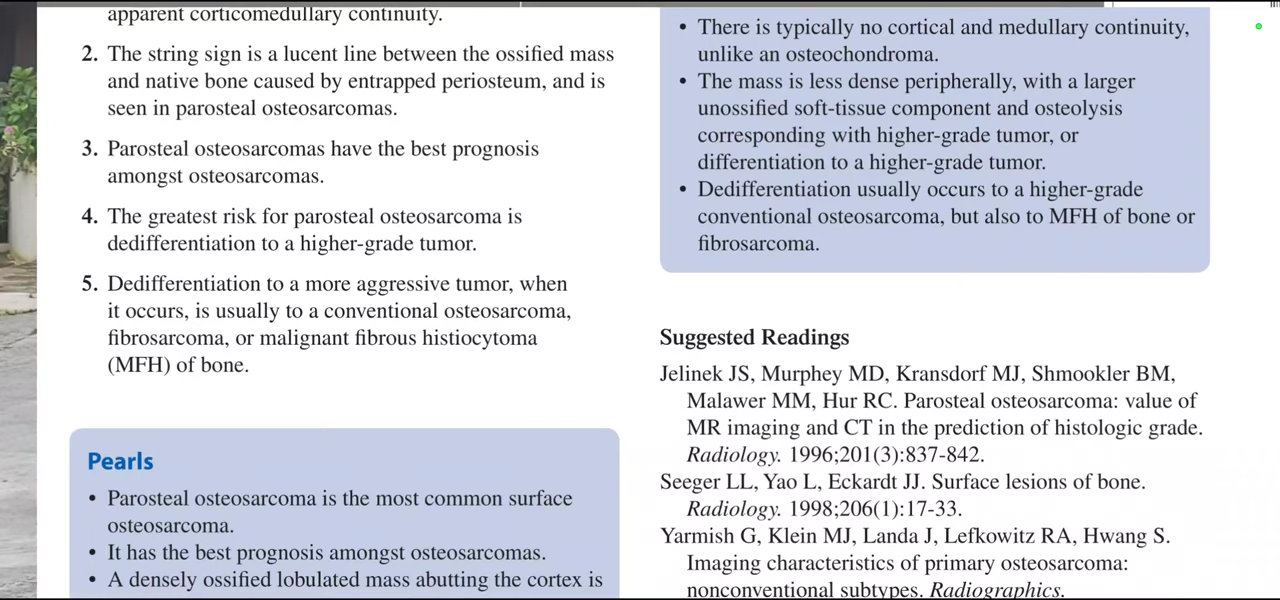 apparent corticomedullary continuity.
2. The string sign is a lucent line between the ossified mass
and native bone caused by entrapped periosteum, and is
seen in parosteal osteosarcomas.
3. Parosteal osteosarcomas have the best prognosis
amongst osteosarcomas.
4. The greatest risk for parosteal osteosarcoma is
dedifferentiation to a higher-grade tumor.
5. Dedifferentiation to a more aggressive tumor, when
it occurs, is usually to a conventional osteosarcoma,
fibrosarcoma, or malignant fibrous histiocytoma
(MFH) of bone.
Pearls
• Parosteal osteosarcoma is the most common surface
osteosarcoma.
• It has the best prognosis amongst osteosarcomas.
• A densely ossified lobulated mass abutting the cortex is
• There is typically no cortical and medullary continuity,
unlike an osteochondroma.
• The mass is less dense peripherally, with a larger
unossified soft-tissue component and osteolysis
corresponding with higher-grade tumor, or
differentiation to a higher-grade tumor.
• Dedifferentiation usually occurs to a higher-grade
conventional osteosarcoma, but also to MFH of bone or
fibrosarcoma.
Suggested Readings
Jelinek JS, Murphey MD, Kransdorf MJ, Shmookler BM,
Malawer MM, Hur RC. Parosteal osteosarcoma: value of
MR imaging and CT in the prediction of histologic grade.
Radiology. 1996;201(3):837-842.
Seeger LL, Yao L, Eckardt JJ. Surface lesions of bone.
Radiology. 1998;206(1):17-33.
Yarmish G, Klein MJ, Landa J, Lefkowitz RA, Hwang S.
Imaging characteristics of primary osteosarcoma:
nonconventional subtypes. Radiographics.